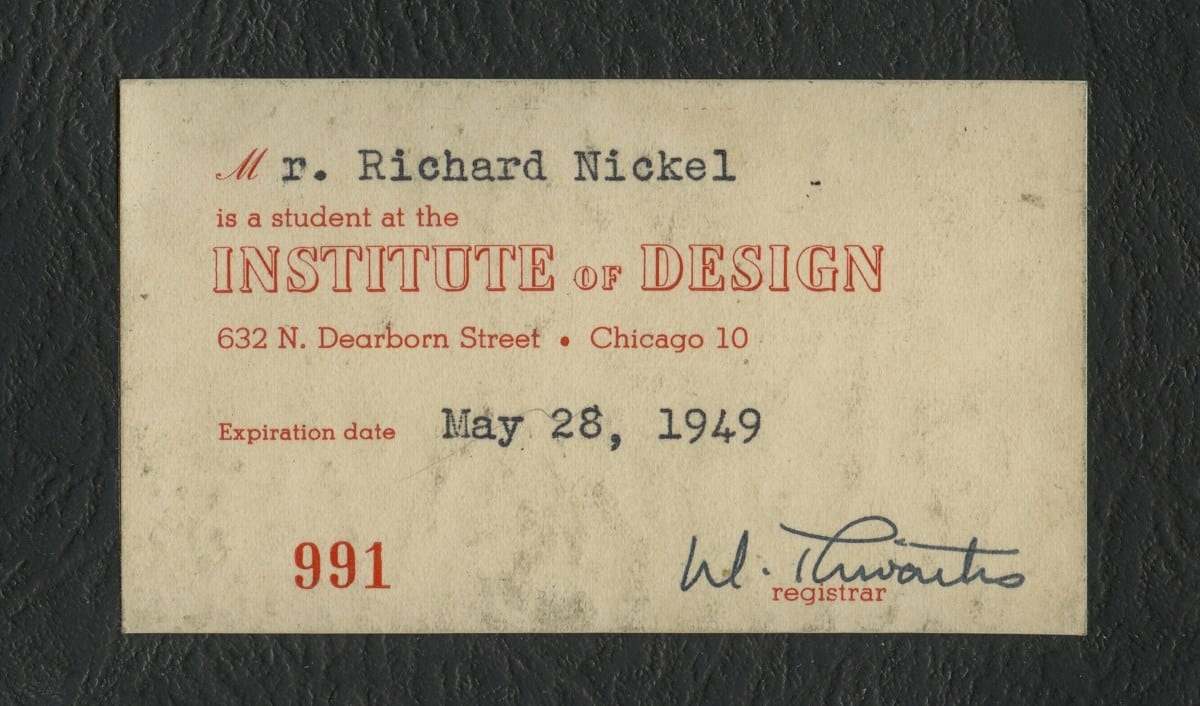 Mr. Richard Nickel
is a student at the
INSTITUTE OF DESIGN
632 N. Dearborn Street • Chicago 10
Expiration date May 28, 1949
991
W. Thwaits
registrar